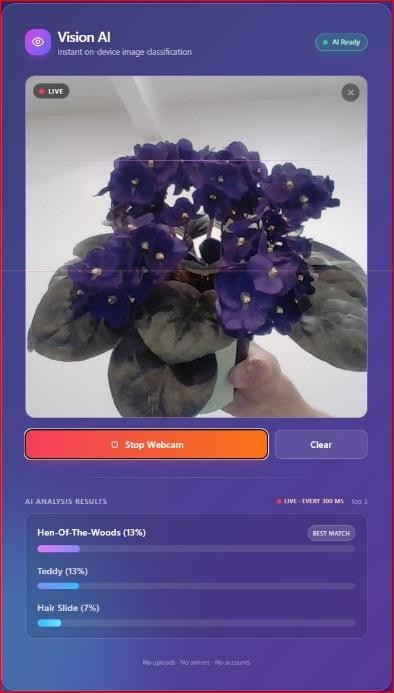 Vision AI
Instant on-device image classification
AI Ready
LIVE
Stop Webcam
Clear
AI ANALYSIS RESULTS
LIVE · EVERY 300 MS Top 3
Hen-Of-The-Woods (13%)
BEST MATCH
Teddy (13%)
Hair Slide (7%)
No uploads · No servers · No accounts